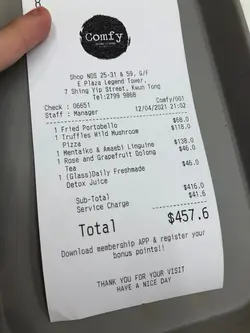 Comfy
Shop NOS 25-31 & 59, G/F
E Plaza Legend Tower,
7 Shing Yip Street, Kwun Tong
Tel:2799 9868
Comfy/001
Check : 06651
12/04/2021 21:02
Staff : Manager
1 Fried Portobello $68.0
1 Truffles Wild Mushroom $118.0
Pizza
1 Mentaiko & Amaebi Linguine $138.0
1 Rose and Grapefruit Oolong $46.0
Tea
1 (Glass)Daily Freshmade $46.0
Detox Juice
Sub-Total $416.0
Service Charge $41.6
Total $457.6
Download membership APP & register your
bonus points!!
THANK YOU FOR YOUR VISIT
HAVE A NICE DAY